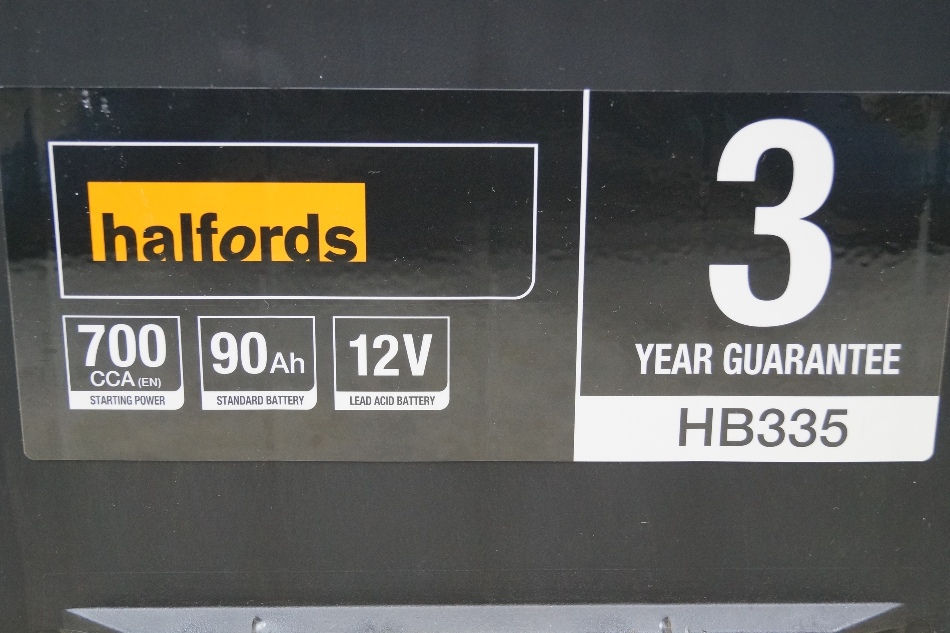 halfords
700
CCA (EN)
STARTING POWER
90Ah
STANDARD BATTERY
12V
LEAD ACID BATTERY
3
YEAR GUARANTEE
HB335